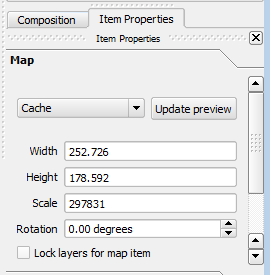 Composition Item Properties
Item Properties
Map
Cache Update preview
Width 252.726
Height 178.592
Scale 297831
Rotation 0.00 degrees
Lock layers for map item